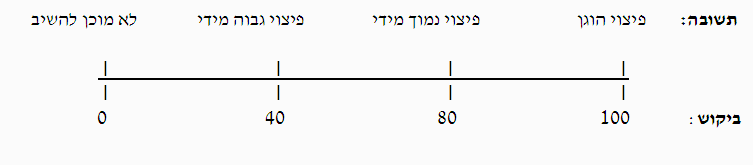 תשובה: פיצוי הוגן פיצוי נמוך מידי פיצוי גבוה מידי לא מוכן להשיב
ביקוש: 100 80 40 0